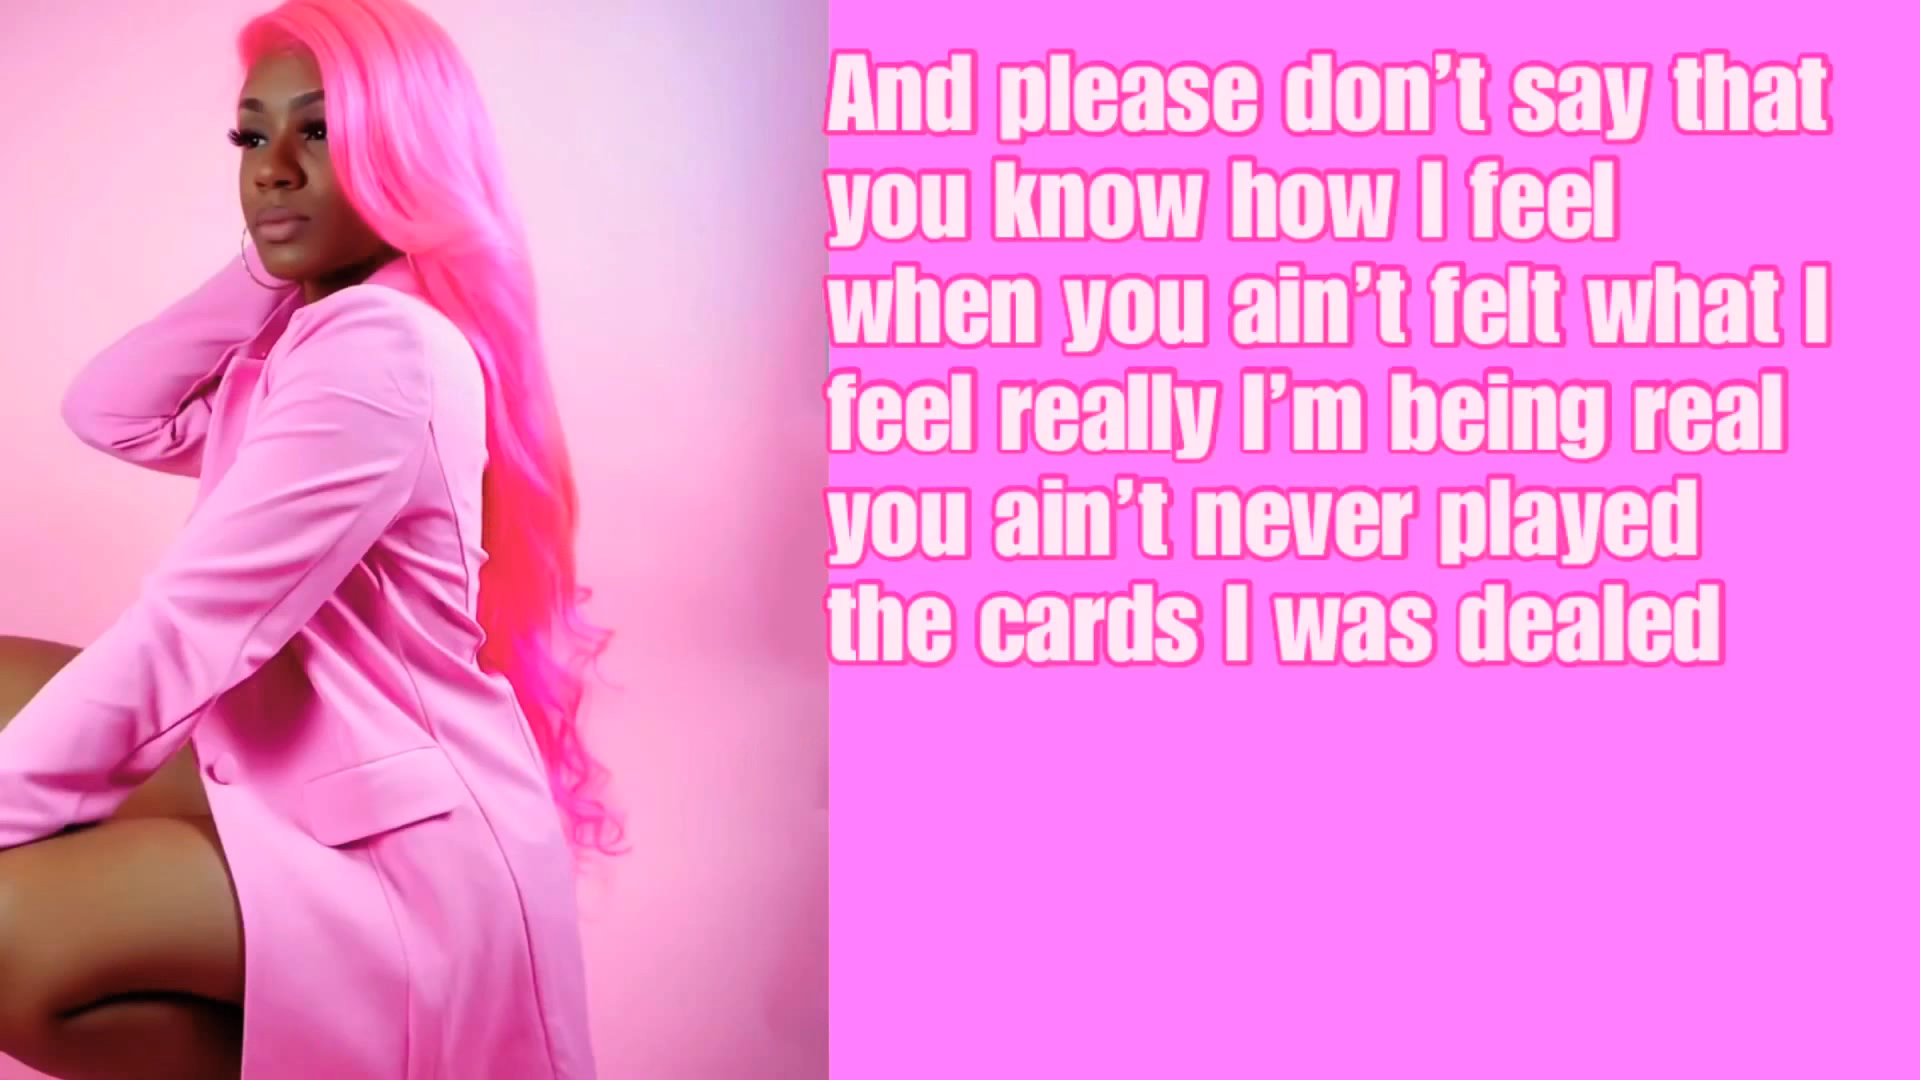 And please don’t say that
you know how I feel
when you ain’t felt what I
feel really I’m being real
you ain’t never played
the cards I was dealed